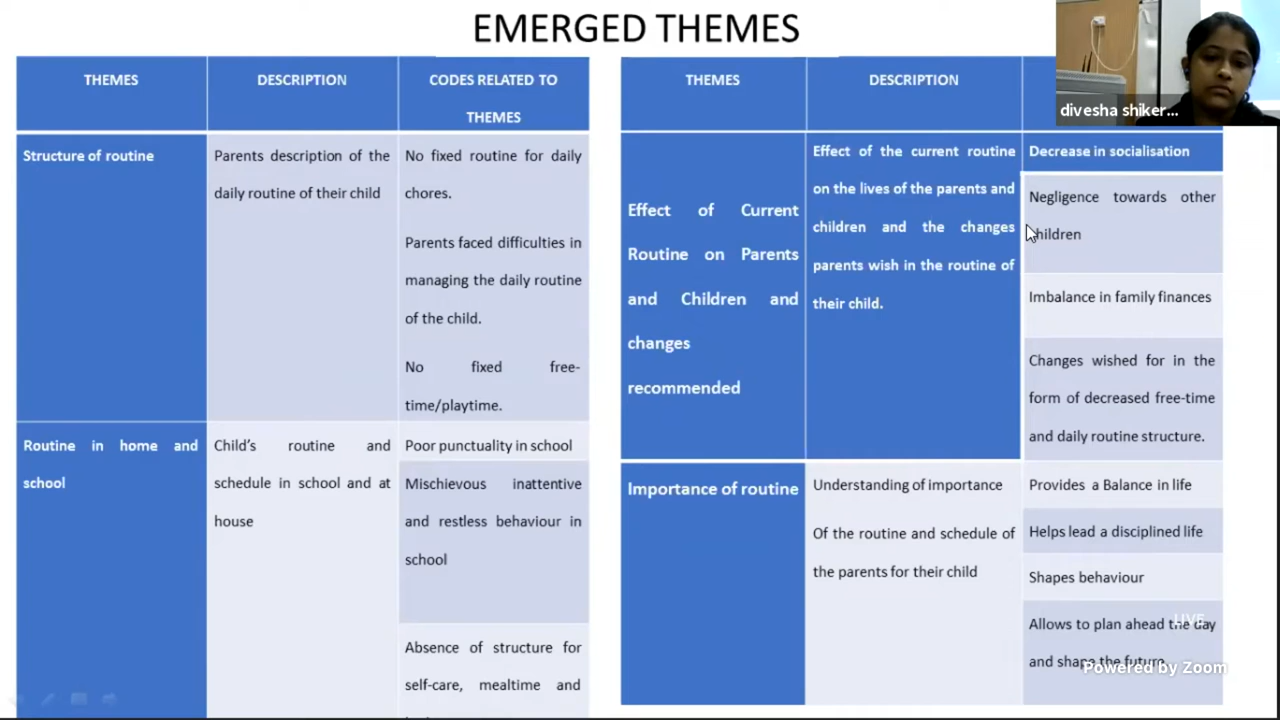 EMERGED THEMES
THEMES
DESCRIPTION
CODES RELATED TO
THEMES
Structure of routine
Parents description of the
daily routine of their child
No fixed routine for daily
chores.
Parents faced difficulties in
managing the daily routine
of the child.
No fixed free-
time/playtime.
Routine in home and
school
Child's routine and
schedule in school and at
house
Poor punctuality in school
Mischievous inattentive
and restless behaviour in
school
Absence of structure for
self-care, mealtime and
THEMES
DESCRIPTION
divesha shiker...
Effect of Current
Routine on Parents
and Children and
changes
recommended
Effect of the current routine
on the lives of the parents and
children and the changes
parents wish in the routine of
their child.
Decrease in socialisation
Negligence towards other
children
Imbalance in family finances
Changes wished for in the
form of decreased free-time
and daily routine structure.
Importance of routine
Understanding of importance
Of the routine and schedule of
the parents for their child
Provides a Balance in life
Helps lead a disciplined life
Shapes behaviour
Allows to plan ahead the day
and shape the future
LIVE
Powered by Zoom